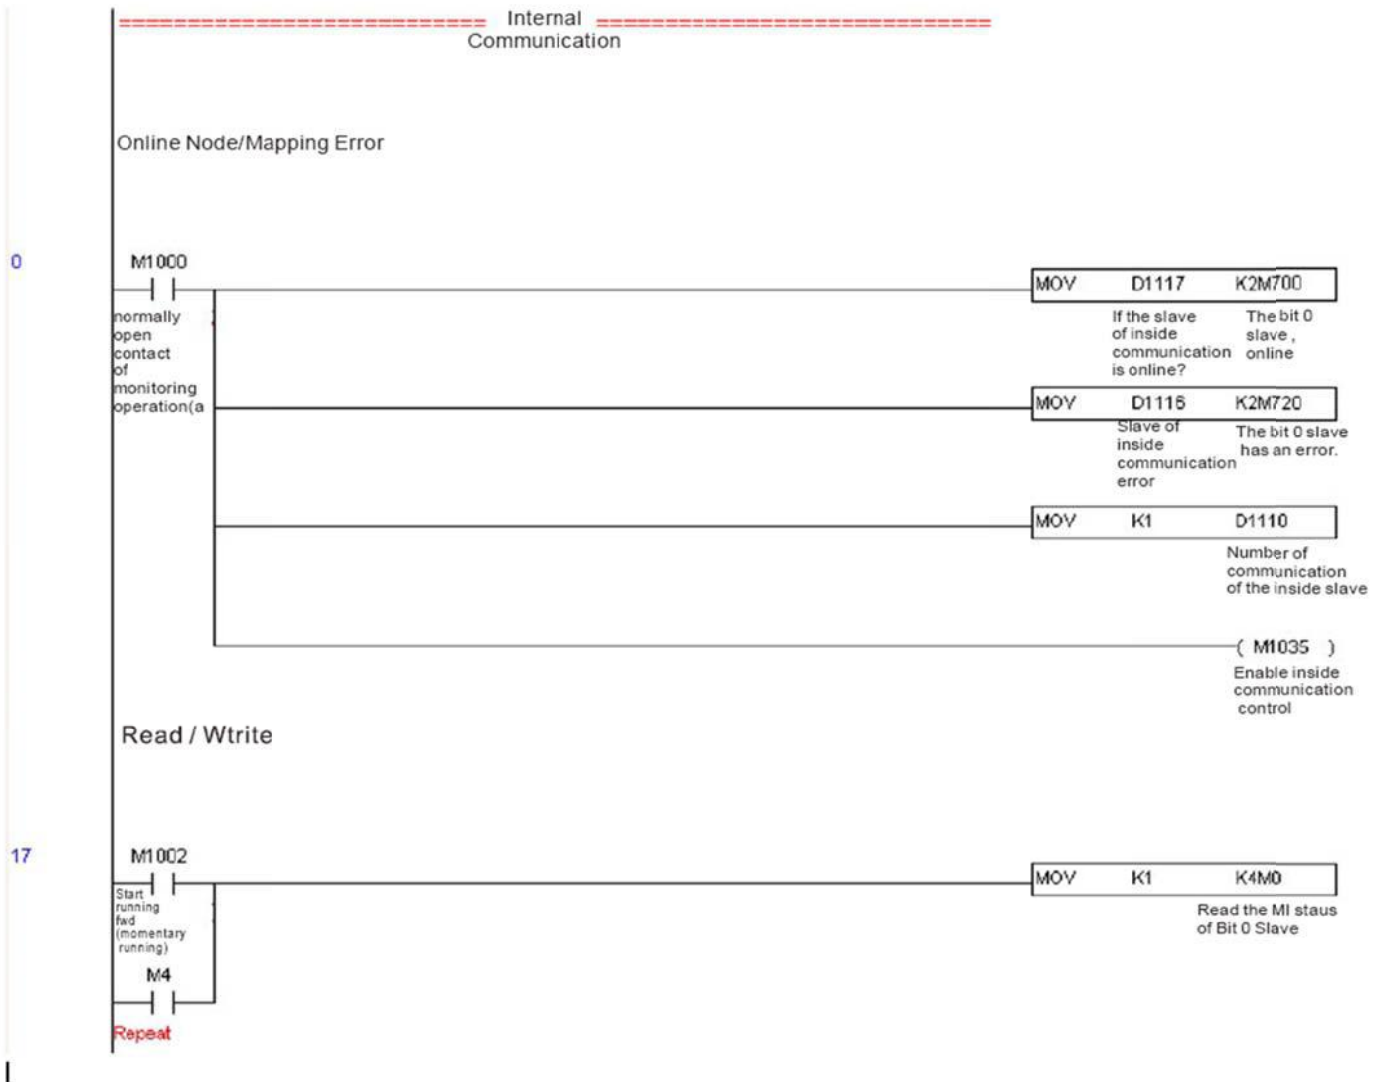 ============================ Internal ==============================
Communication
Online Node/Mapping Error
0
M1000
normally
open
contact
of
monitoring
operation(a
MOV D1117 K2M700
If the slave
of inside
communication
is online?
The bit 0
slave ,
online
MOV D1116 K2M720
Slave of
inside
communication
error
The bit 0 slave
has an error.
MOV K1 D1110
Number of
communication
of the inside slave
( M1035 )
Enable inside
communication
control
Read / Wtrite
17
M1002
Start
running
fwd
(momentary
running)
MOV K1 K4M0
Read the MI staus
of Bit 0 Slave
M4
Repeat